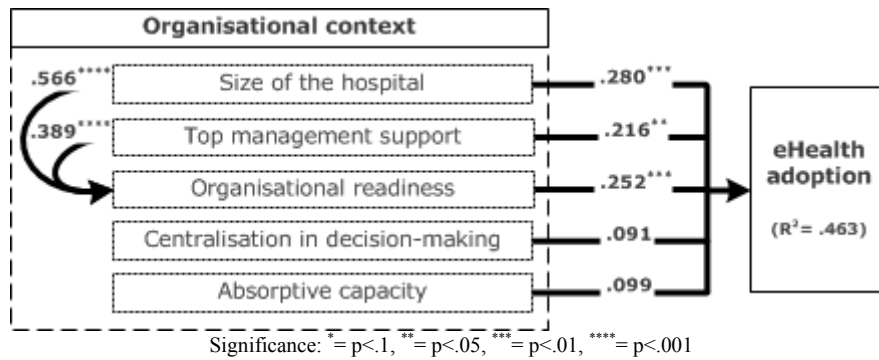 Organisational context
.566****
Size of the hospital
.280***
.389****
Top management support
.216**
Organisational readiness
.252***
Centralisation in decision-making
.091
Absorptive capacity
.099
eHealth
adoption
(R²= .463)
Significance: *= p<.1, **= p<.05, ***= p<.01, ****= p<.001